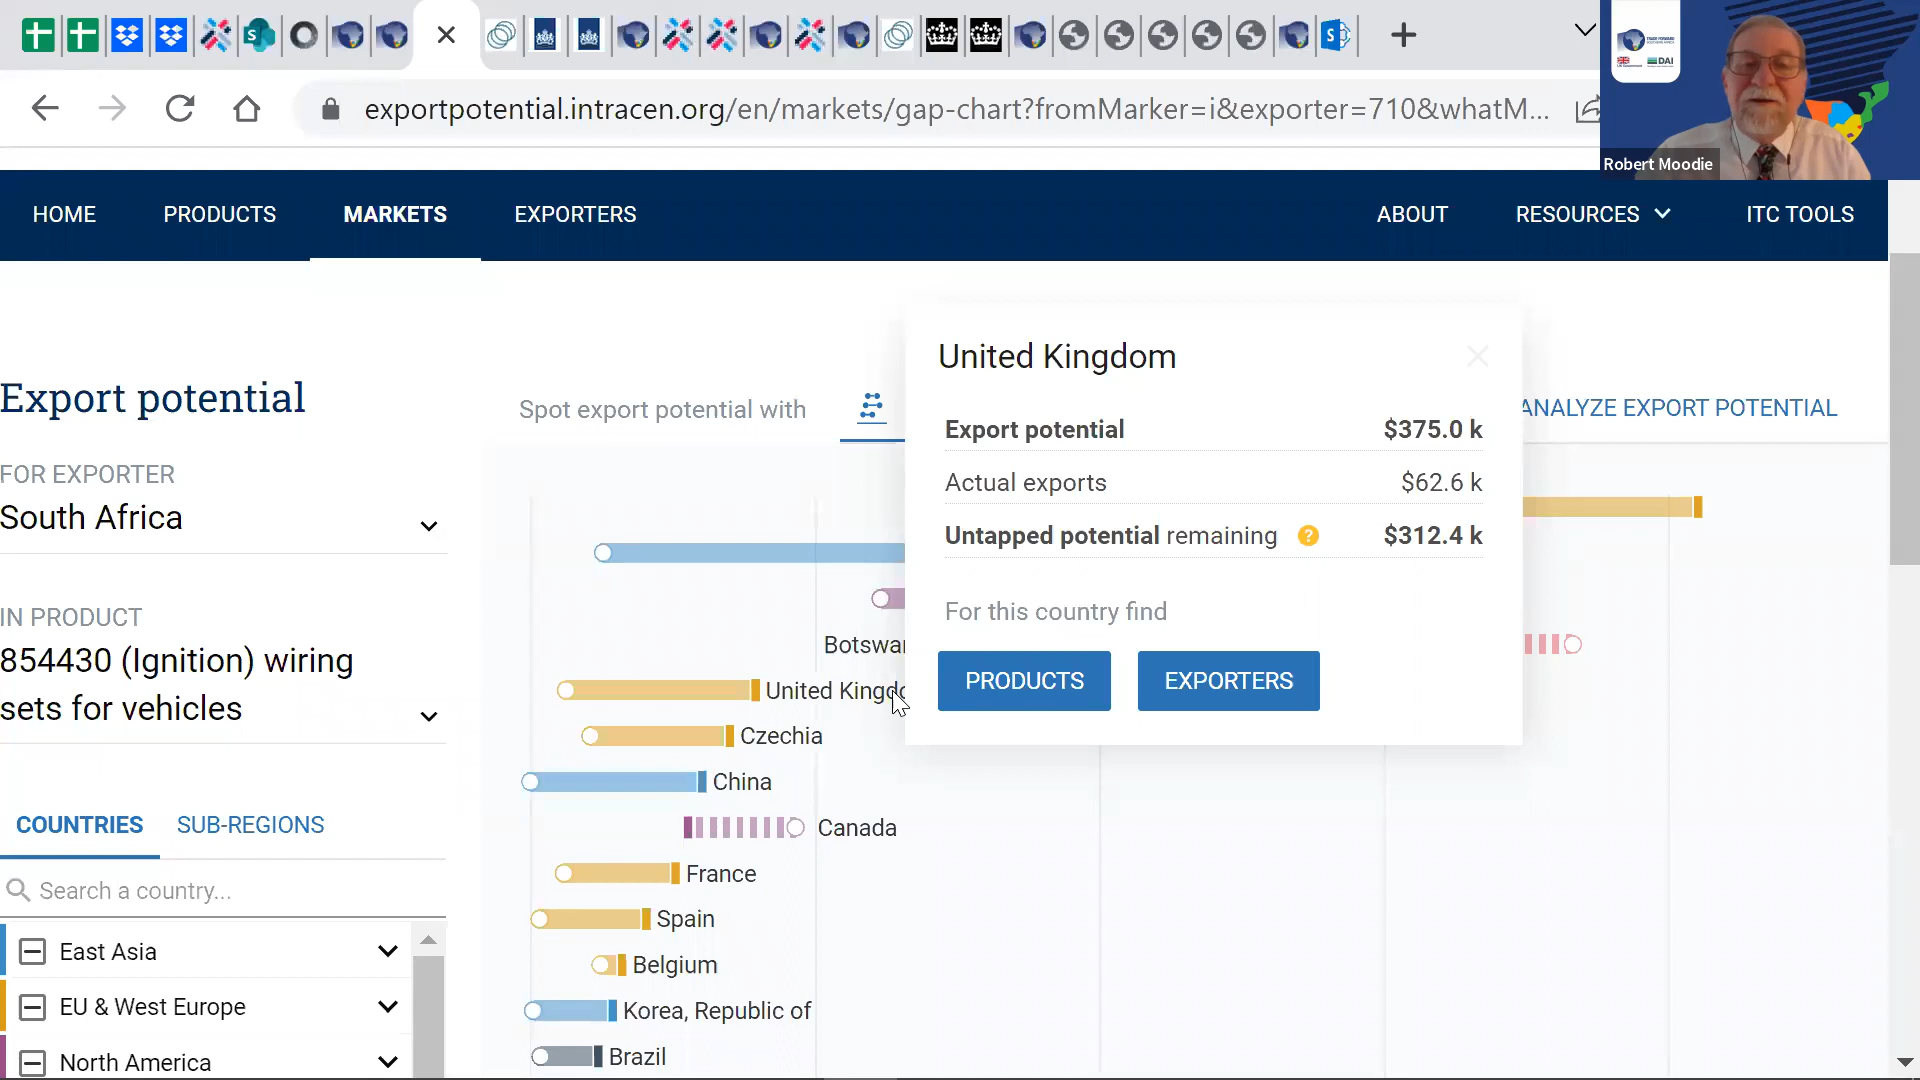 exportpotential.intracen.org/en/markets/gap-chart?fromMarker=i&exporter=710&whatM...
Robert Moodie
HOME
PRODUCTS
MARKETS
EXPORTERS
ABOUT
RESOURCES
ITC TOOLS
Export potential
FOR EXPORTER
South Africa
IN PRODUCT
854430 (Ignition) wiring
sets for vehicles
COUNTRIES
SUB-REGIONS
Search a country...
East Asia
EU & West Europe
North America
Spot export potential with
ANALYZE EXPORT POTENTIAL
United Kingdom
Export potential $375.0 k
Actual exports $62.6 k
Untapped potential remaining ? $312.4 k
For this country find
PRODUCTS
EXPORTERS
Botswar
United Kingdo
Czechia
China
Canada
France
Spain
Belgium
Korea, Republic of
Brazil
DAI